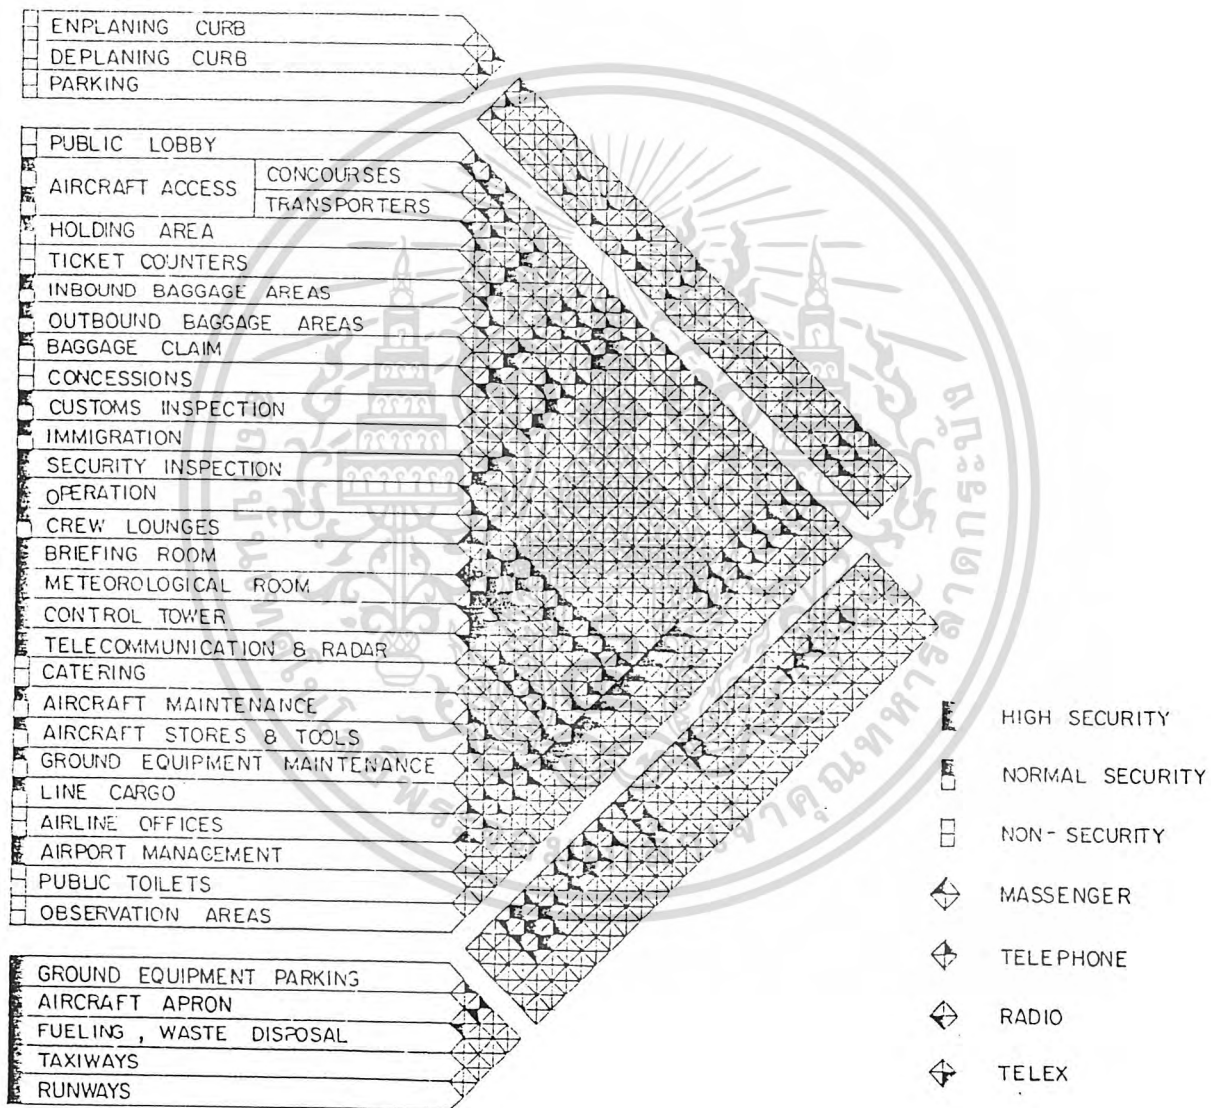 ENPLANING CURB
DEPLANING CURB
PARKING
PUBLIC LOBBY
AIRCRAFT ACCESS
CONCOURSES
TRANSPORTERS
HOLDING AREA
TICKET COUNTERS
INBOUND BAGGAGE AREAS
OUTBOUND BAGGAGE AREAS
BAGGAGE CLAIM
CONCESSIONS
CUSTOMS INSPECTION
IMMIGRATION
SECURITY INSPECTION
OPERATION
CREW LOUNGES
BRIEFING ROOM
METEOROLOGICAL ROOM
CONTROL TOWER
TELECOMMUNICATION & RADAR
CATERING
AIRCRAFT MAINTENANCE
AIRCRAFT STORES & TOOLS
GROUND EQUIPMENT MAINTENANCE
LINE CARGO
AIRLINE OFFICES
AIRPORT MANAGEMENT
PUBLIC TOILETS
OBSERVATION AREAS
GROUND EQUIPMENT PARKING
AIRCRAFT APRON
FUELING , WASTE DISPOSAL
TAXIWAYS
RUNWAYS
HIGH SECURITY
NORMAL SECURITY
NON - SECURITY
MASSENGER
TELEPHONE
RADIO
TELEX